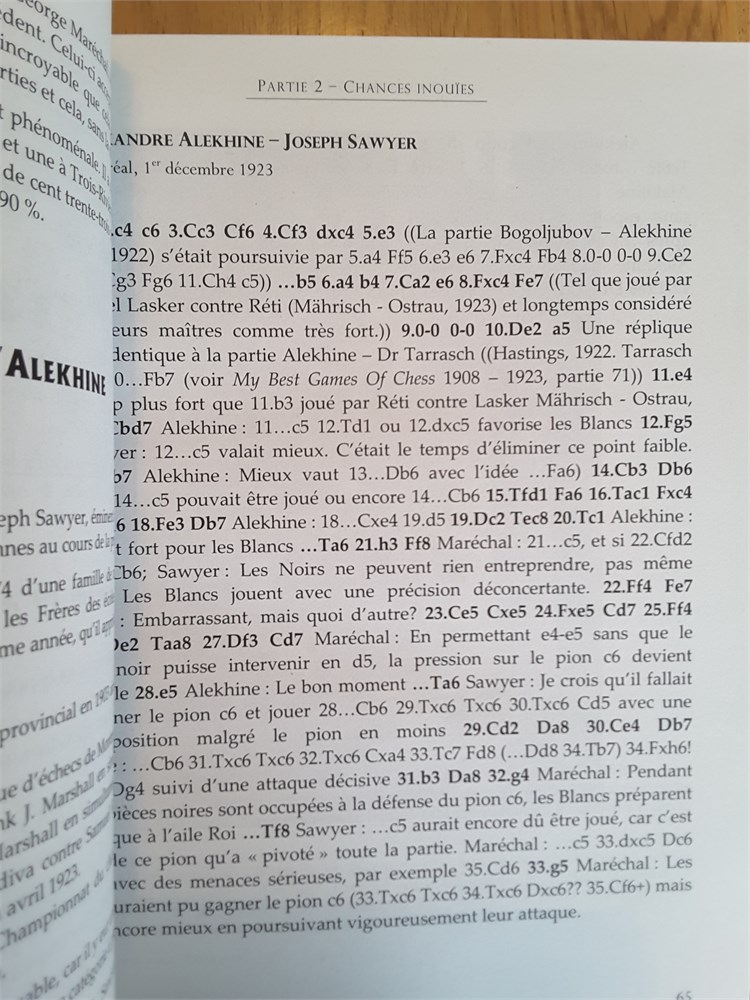 George Maréchal
dent. Celui-ci
incroyable que
rties et cela, sans
phénoménale.
et une à Trois-
de cent trente-trois
90 %.
ALEKHINE
eph Sawyer,
nnes au cours de la
4 d'une famille
les Frères des
me année, qu'il
provincial en
ue d'échecs de
nk J. Marshall
Marshall en
diva contre
avril 1923.
Championnat du
able, car il
PARTIE 2 – CHANCES INOUÏES
ANDRE ALEKHINE – JOSEPH SAWYER
réal, 1er décembre 1923
.c4 c6 3.Cc3 Cf6 4.Cf3 dxc4 5.e3 ((La partie Bogoljubov – Alekhine
1922) s'était poursuivie par 5.a4 Ff5 6.e3 e6 7.Fxc4 Fb4 8.0-0 0-0 9.Ce2
Cg3 Fg6 11.Ch4 c5)) …b5 6.a4 b4 7.Ca2 e6 8.Fxc4 Fe7 ((Tel que joué par
el Lasker contre Réti (Mährisch - Ostrau, 1923) et longtemps considéré
eurs maîtres comme très fort.)) 9.0-0 0-0 10.De2 a5 Une réplique
dentique à la partie Alekhine – Dr Tarrasch ((Hastings, 1922. Tarrasch
0…Fb7 (voir My Best Games Of Chess 1908 – 1923, partie 71)) 11.e4
p plus fort que 11.b3 joué par Réti contre Lasker Mährisch - Ostrau,
Cbd7 Alekhine : 11…c5 12.Td1 ou 12.dxc5 favorise les Blancs 12.Fg5
yer : 12…c5 valait mieux. C'était le temps d'éliminer ce point faible.
b7 Alekhine : Mieux vaut 13…Db6 avec l'idée …Fa6) 14.Cb3 Db6
14…c5 pouvait être joué ou encore 14…Cb6 15.Tfd1 Fa6 16.Tac1 Fxc4
6 18.Fe3 Db7 Alekhine : 18…Cxe4 19.d5 19.Dc2 Tec8 20.Tc1 Alekhine :
t fort pour les Blancs …Ta6 21.h3 Ff8 Maréchal : 21…c5, et si 22.Cfd2
Cb6; Sawyer : Les Noirs ne peuvent rien entreprendre, pas même
Les Blancs jouent avec une précision déconcertante. 22.Ff4 Fe7
: Embarrassant, mais quoi d'autre? 23.Ce5 Cxe5 24.Fxe5 Cd7 25.Ff4
De2 Taa8 27.Df3 Cd7 Maréchal : En permettant e4-e5 sans que le
noir puisse intervenir en d5, la pression sur le pion c6 devient
le 28.e5 Alekhine : Le bon moment …Ta6 Sawyer : Je crois qu'il fallait
ner le pion c6 et jouer 28…Cb6 29.Txc6 Txc6 30.Txc6 Cd5 avec une
position malgré le pion en moins 29.Cd2 Da8 30.Ce4 Db7
: …Cb6 31.Txc6 Txc6 32.Txc6 Cxa4 33.Tc7 Fd8 (…Dd8 34.Tb7) 34.Fxh6!
Dg4 suivi d'une attaque décisive 31.b3 Da8 32.g4 Maréchal : Pendant
pièces noires sont occupées à la défense du pion c6, les Blancs préparent
que à l'aile Roi …Tf8 Sawyer : …c5 aurait encore dû être joué, car c'est
de ce pion qu'a « pivoté » toute la partie. Maréchal : …c5 33.dxc5 Dc6
avec des menaces sérieuses, par exemple 35.Cd6 33.g5 Maréchal : Les
uraient pu gagner le pion c6 (33.Txc6 Txc6 34.Txc6 Dxc6?? 35.Cf6+) mais
ncore mieux en poursuivant vigoureusement leur attaque.
65